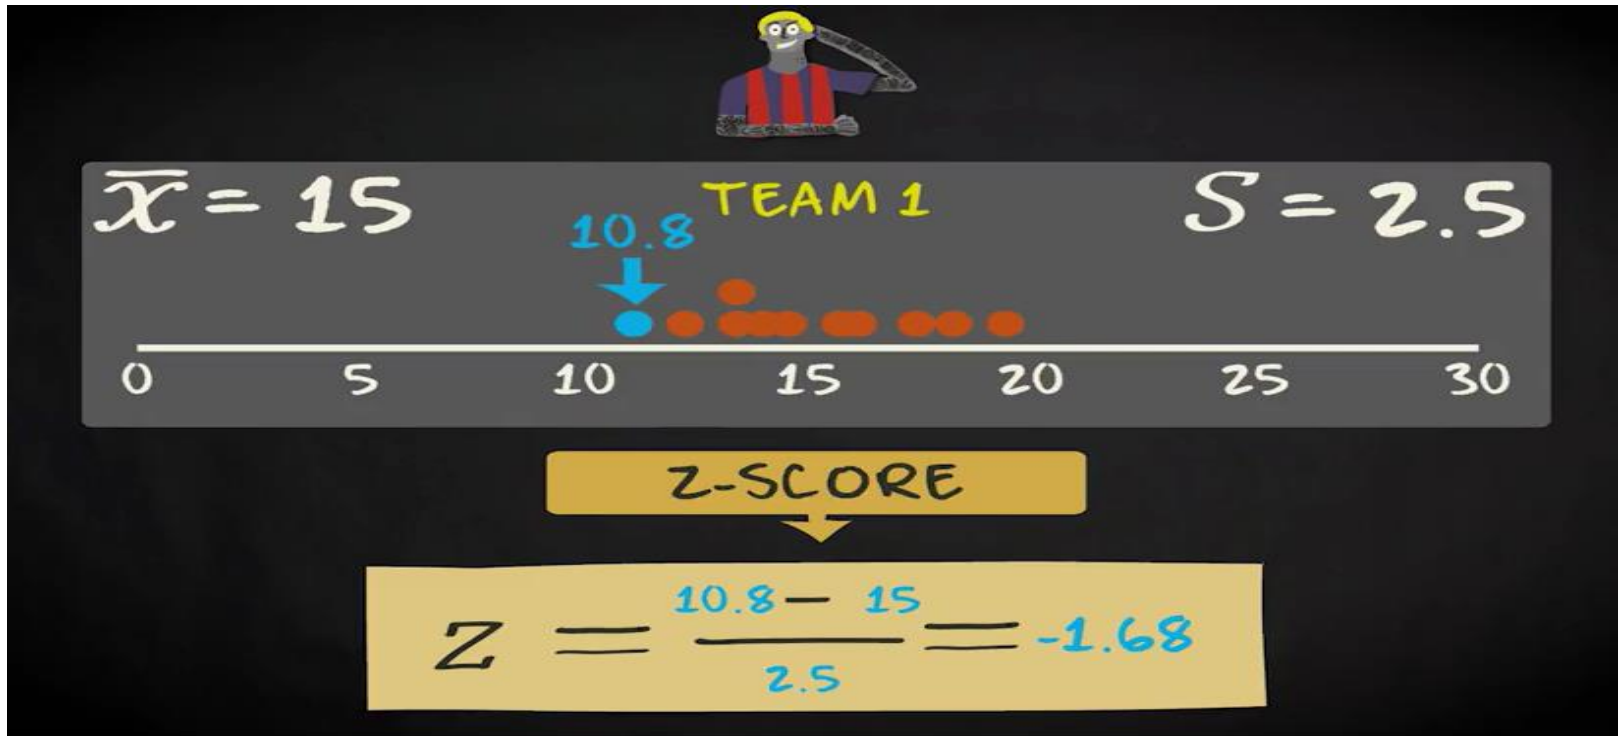 x̄ = 15
TEAM 1
S = 2.5
10.8
0 5 10 15 20 25 30
Z-SCORE
Z = 10.8 - 15 / 2.5 = -1.68